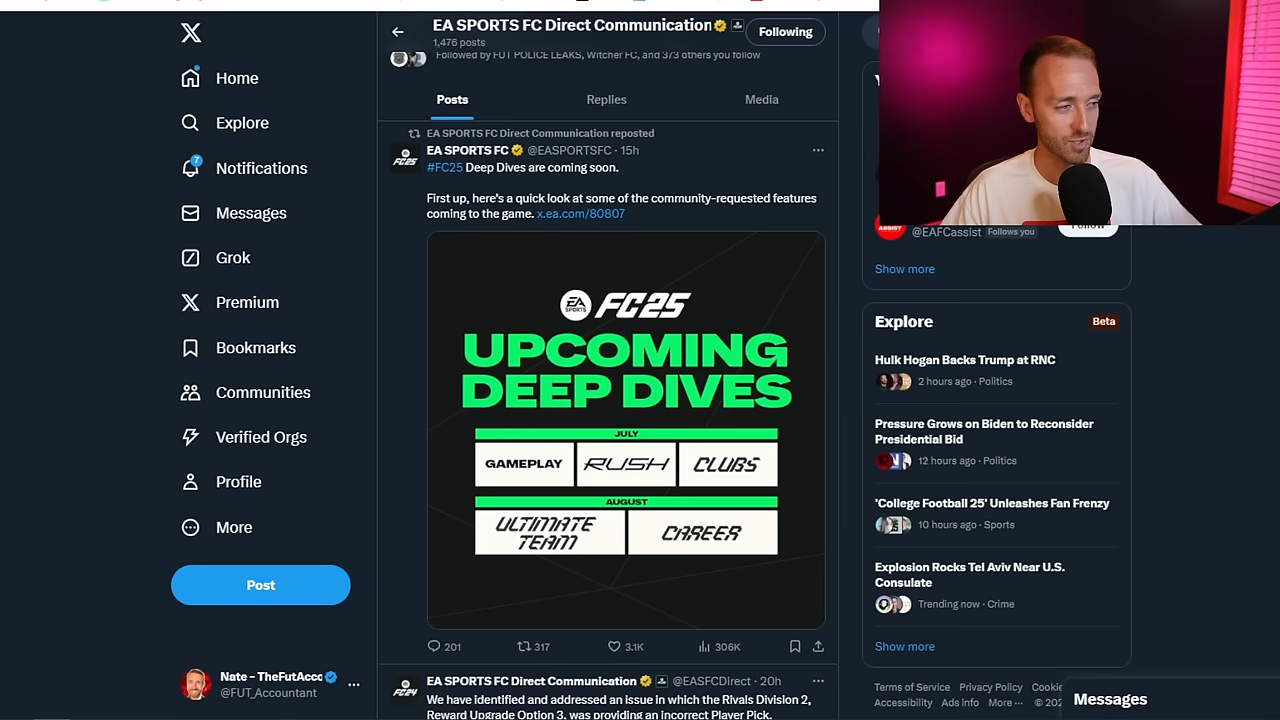 Home
Explore
7
Notifications
Messages
Grok
Premium
Bookmarks
Communities
Verified Orgs
Profile
More
Post
Nate - TheFutAcco
@FUT_Accountant
EA SPORTS FC Direct Communication
1,476 posts
Following
Followed by FUT POLICE LEAKS, Witcher FC, and 373 others you follow
Posts
Replies
Media
EA SPORTS FC Direct Communication reposted
EA SPORTS FC @EASPORTSFC · 15h
#FC25 Deep Dives are coming soon.
First up, here's a quick look at some of the community-requested features
coming to the game. x.ea.com/80807
EA SPORTS FC25
UPCOMING
DEEP DIVES
JULY
GAMEPLAY RUSH CLUBS
AUGUST
ULTIMATE
TEAM
CAREER
201 317 3.1K 306K
EA SPORTS FC Direct Communication @EASFCDirect · 20h
We have identified and addressed an issue in which the Rivals Division 2,
Reward Upgrade Option 3, was providing an incorrect Player Pick.
ASSIST
@EAFCassist Follows you
Follow
Show more
Explore
Beta
Hulk Hogan Backs Trump at RNC
2 hours ago · Politics
Pressure Grows on Biden to Reconsider
Presidential Bid
12 hours ago · Politics
'College Football 25' Unleashes Fan Frenzy
10 hours ago · Sports
Explosion Rocks Tel Aviv Near U.S.
Consulate
Trending now · Crime
Show more
Terms of Service Privacy Policy Cookie
Accessibility Ads info More ··· © 202
Messages